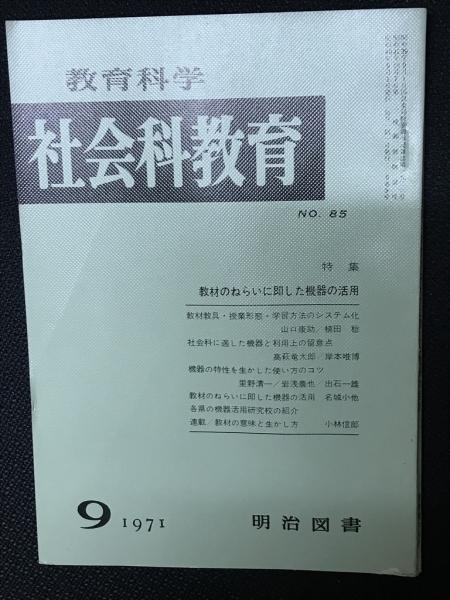 教育科学
社会科教育
NO. 85
特集
教材のねらいに即した機器の活用
教材教具・授業形態・学習方法のシステム化
山口康助／横田稔
社会科に適した機器と利用上の留意点
高萩竜太郎／岸本唯博
機器の特性を生かした使い方のコツ
里野清一／岩浅農也／出石一雄
教材のねらいに即した機器の活用 名城小他
各県の機器活用研究校の紹介
連載／教材の意味と生かし方 小林信郎
9 1971 明治図書